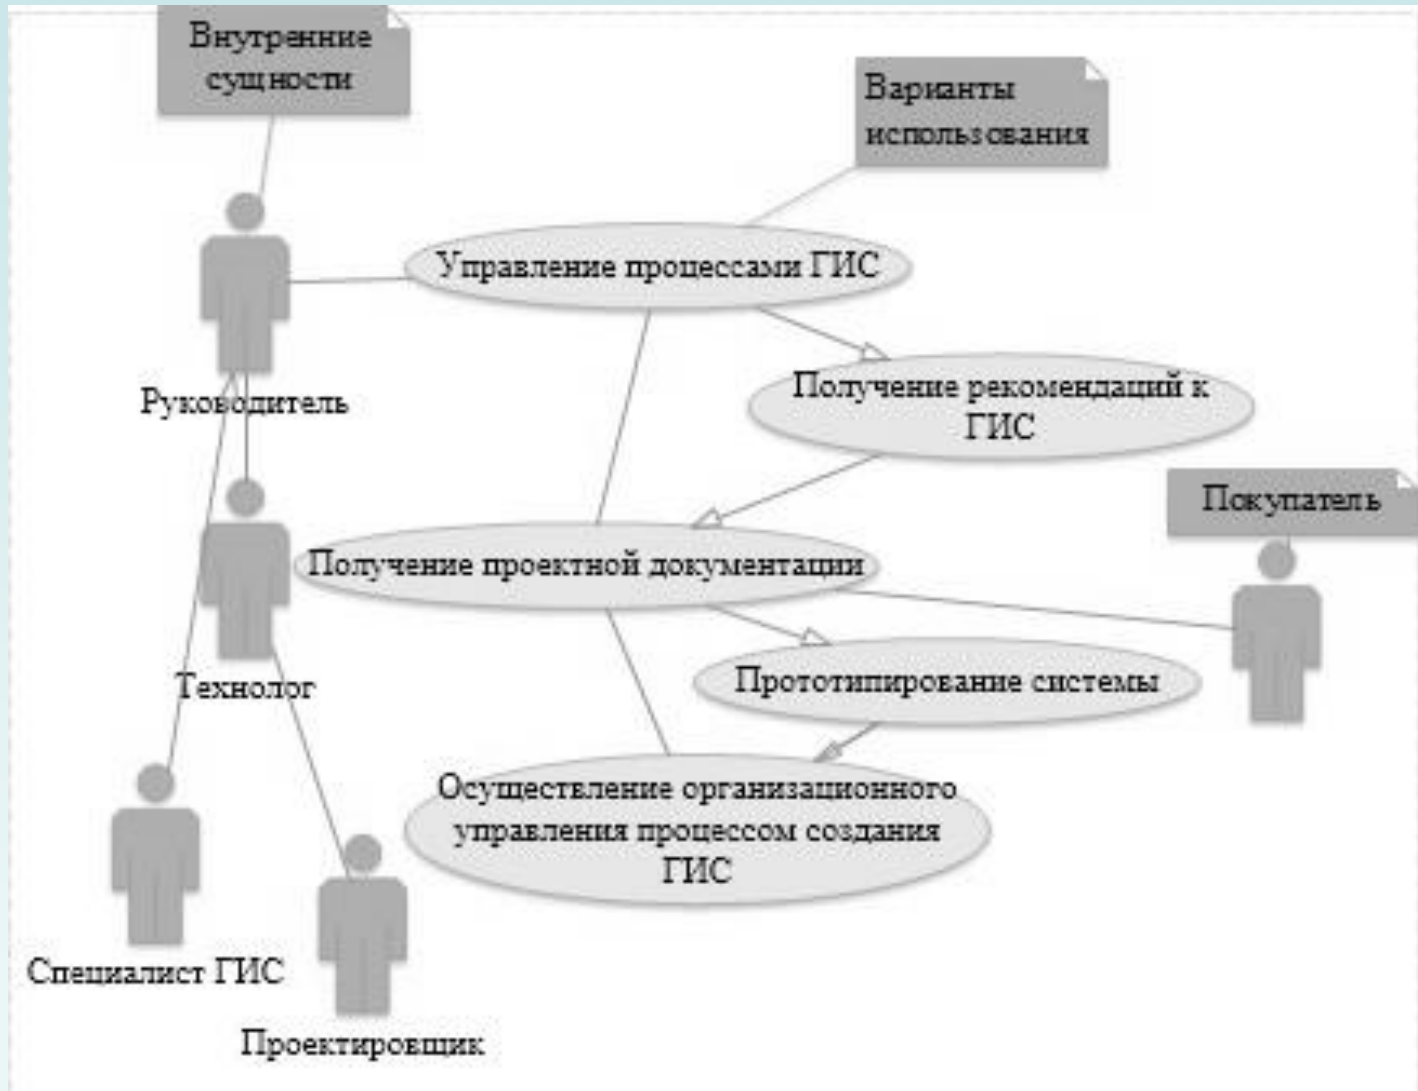 Внутренние
сущности
Варианты
использования
Управление процессами ГИС
Получение рекомендаций к
ГИС
Руководитель
Покупатель
Получение проектной документации
Технолог
Прототипирование системы
Осуществление организационного
управления процессом создания
ГИС
Специалист ГИС
Проектировщик